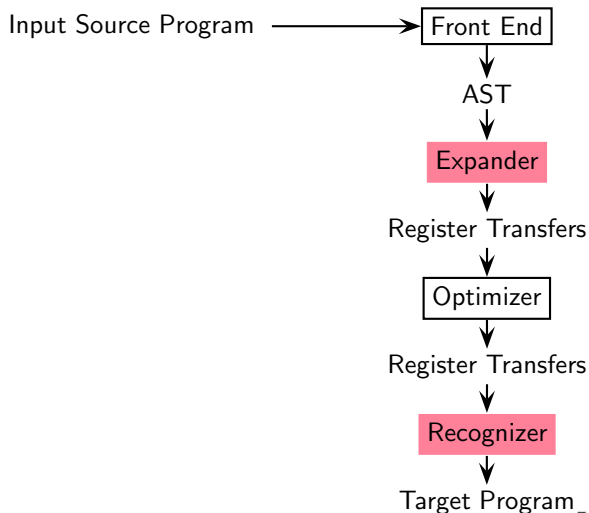 Input Source Program
Front End
AST
Expander
Register Transfers
Optimizer
Register Transfers
Recognizer
Target Program